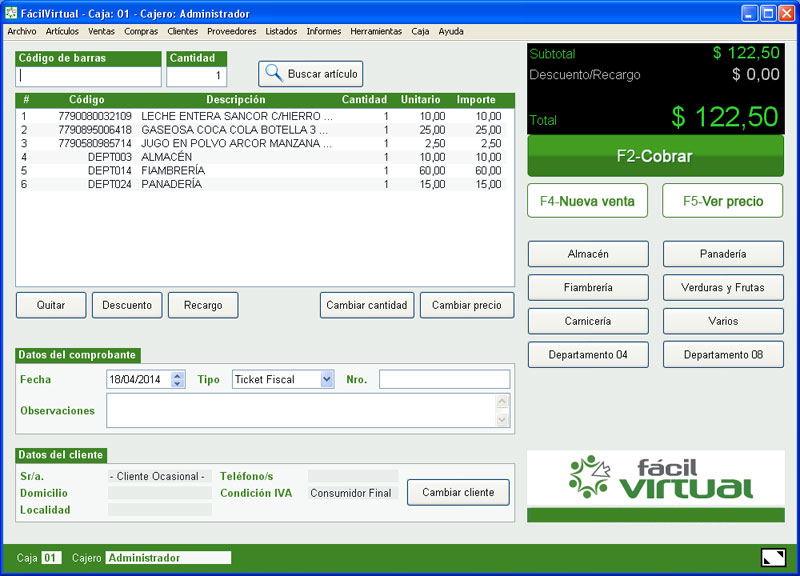 FácilVirtual - Caja: 01 - Cajero: Administrador
Archivo Artículos Ventas Compras Clientes Proveedores Listados Informes Herramientas Caja Ayuda
Código de barras Cantidad
1
Buscar artículo
# Código Descripción Cantidad Unitario Importe
1 7790080032109 LECHE ENTERA SANCOR C/HIERRO ... 1 10,00 10,00
2 7790895006418 GASEOSA COCA COLA BOTELLA 3 ... 1 25,00 25,00
3 7790580985714 JUGO EN POLVO ARCOR MANZANA ... 1 2,50 2,50
4 DEPT003 ALMACÉN 1 10,00 10,00
5 DEPT014 FIAMBRERÍA 1 60,00 60,00
6 DEPT024 PANADERÍA 1 15,00 15,00
Quitar Descuento Recargo Cambiar cantidad Cambiar precio
Datos del comprobante
Fecha 18/04/2014 Tipo Ticket Fiscal Nro.
Observaciones
Datos del cliente
Sr/a. - Cliente Ocasional - Teléfono/s
Domicilio Condición IVA Consumidor Final
Localidad
Cambiar cliente
Subtotal $ 122,50
Descuento/Recargo $ 0,00
Total $ 122,50
F2-Cobrar
F4-Nueva venta F5-Ver precio
Almacén Panadería
Fiambrería Verduras y Frutas
Carnicería Varios
Departamento 04 Departamento 08
fácil
virtual
Caja 01 Cajero Administrador